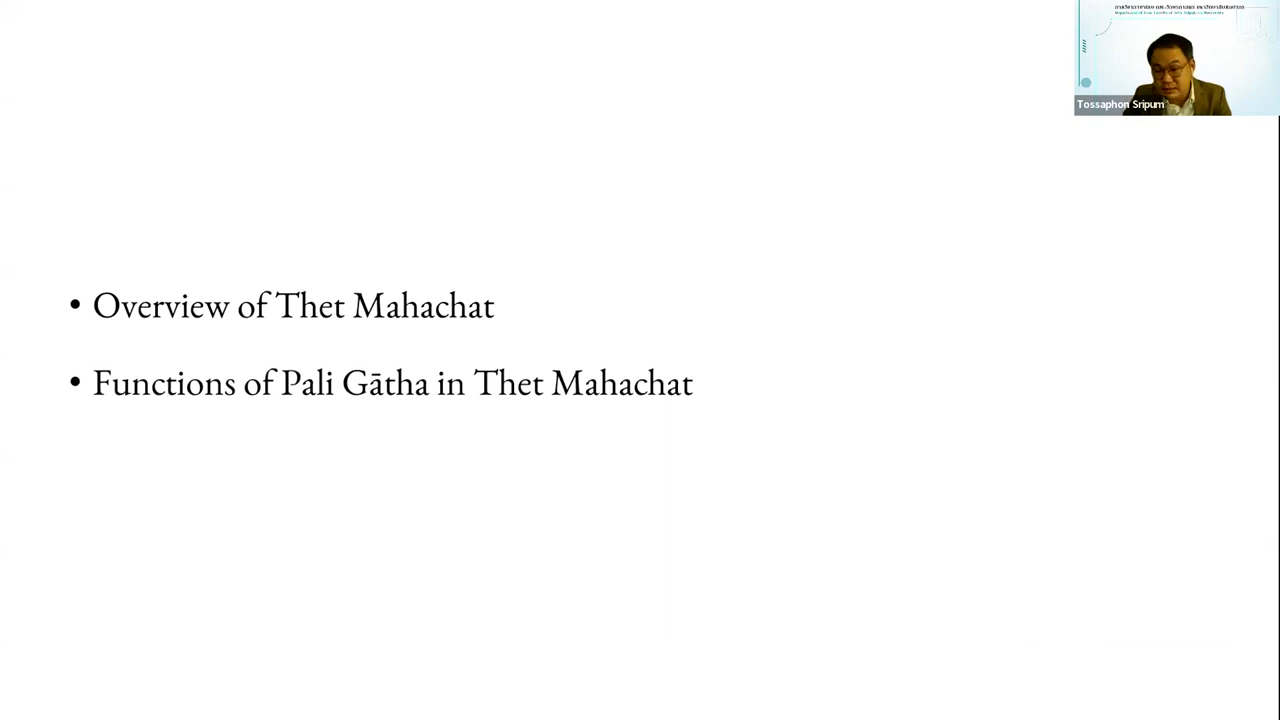 Tossaphon Sripum
• Overview of Thet Mahachat
• Functions of Pali Gātha in Thet Mahachat